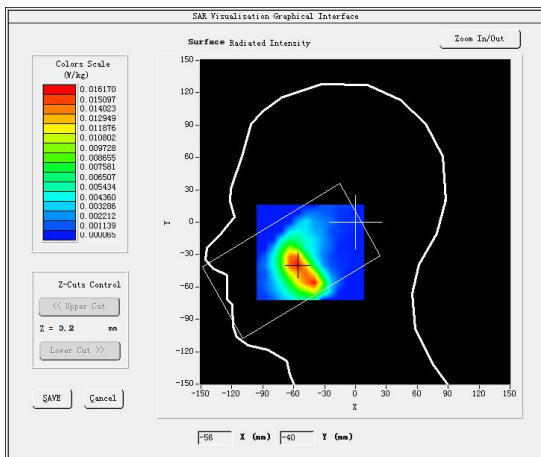 SAR Visualisation Graphical Interface
Surface Radiated Intensity
Zoom In/Out
Colors Scale
(W/kg)
0.016170
0.015097
0.014023
0.012949
0.011876
0.010802
0.009728
0.008655
0.007581
0.006507
0.005434
0.004360
0.003286
0.002212
0.001139
0.000065
Z-Cuts Control
<< Upper Cut
Z = 0.2 mm
Lower Cut >>
SAVE
Cancel
150
120
90
60
30
0
-30
-60
-90
-120
-150
Y
-150 -120 -90 -60 -30 0 30 60 90 120 150
X
-56 X (mm) -40 Y (mm)